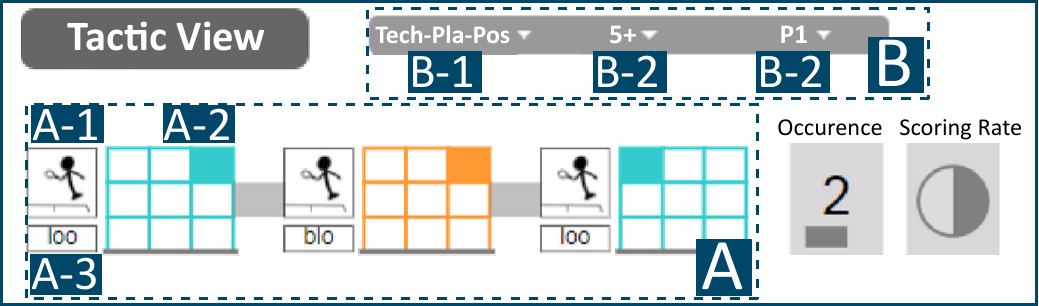 Tactic View
Tech-Pla-Pos 5+ P1
B-1 B-2 B-2 B
A-1 A-2
Occurence Scoring Rate
2
loo blo loo
A-3 A